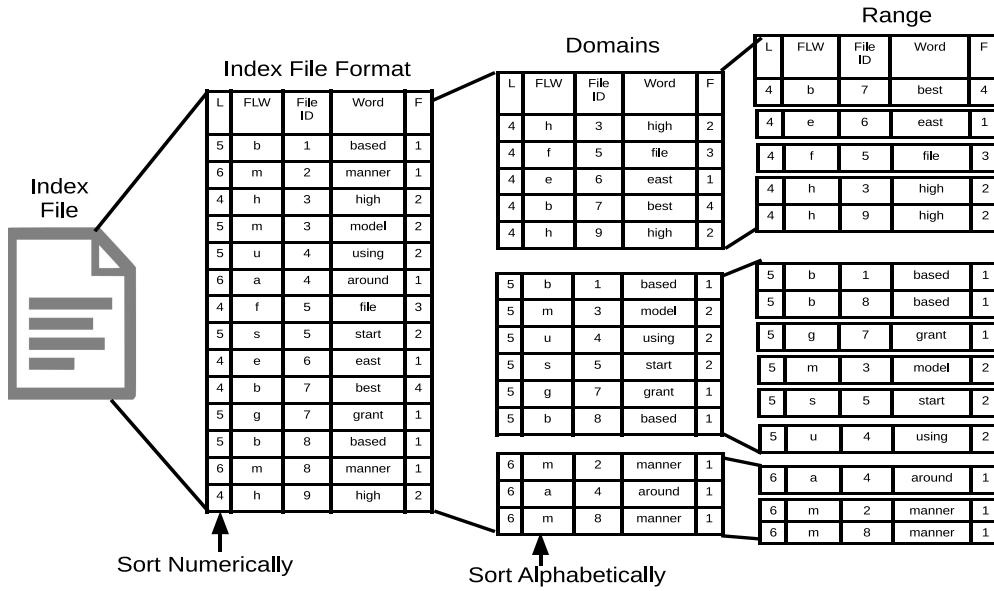 Index
File
Index File Format
L FLW File ID Word F
5 b 1 based 1
6 m 2 manner 1
4 h 3 high 2
5 m 3 model 2
5 u 4 using 2
6 a 4 around 1
4 f 5 file 3
5 s 5 start 2
4 e 6 east 1
4 b 7 best 4
5 g 7 grant 1
5 b 8 based 1
6 m 8 manner 1
4 h 9 high 2
Sort Numerically
Domains
L FLW File ID Word F
4 h 3 high 2
4 f 5 file 3
4 e 6 east 1
4 b 7 best 4
4 h 9 high 2
5 b 1 based 1
5 m 3 model 2
5 u 4 using 2
5 s 5 start 2
5 g 7 grant 1
5 b 8 based 1
6 m 2 manner 1
6 a 4 around 1
6 m 8 manner 1
Sort Alphabetically
Range
L FLW File ID Word F
4 b 7 best 4
4 e 6 east 1
4 f 5 file 3
4 h 3 high 2
4 h 9 high 2
5 b 1 based 1
5 b 8 based 1
5 g 7 grant 1
5 m 3 model 2
5 s 5 start 2
5 u 4 using 2
6 a 4 around 1
6 m 2 manner 1
6 m 8 manner 1